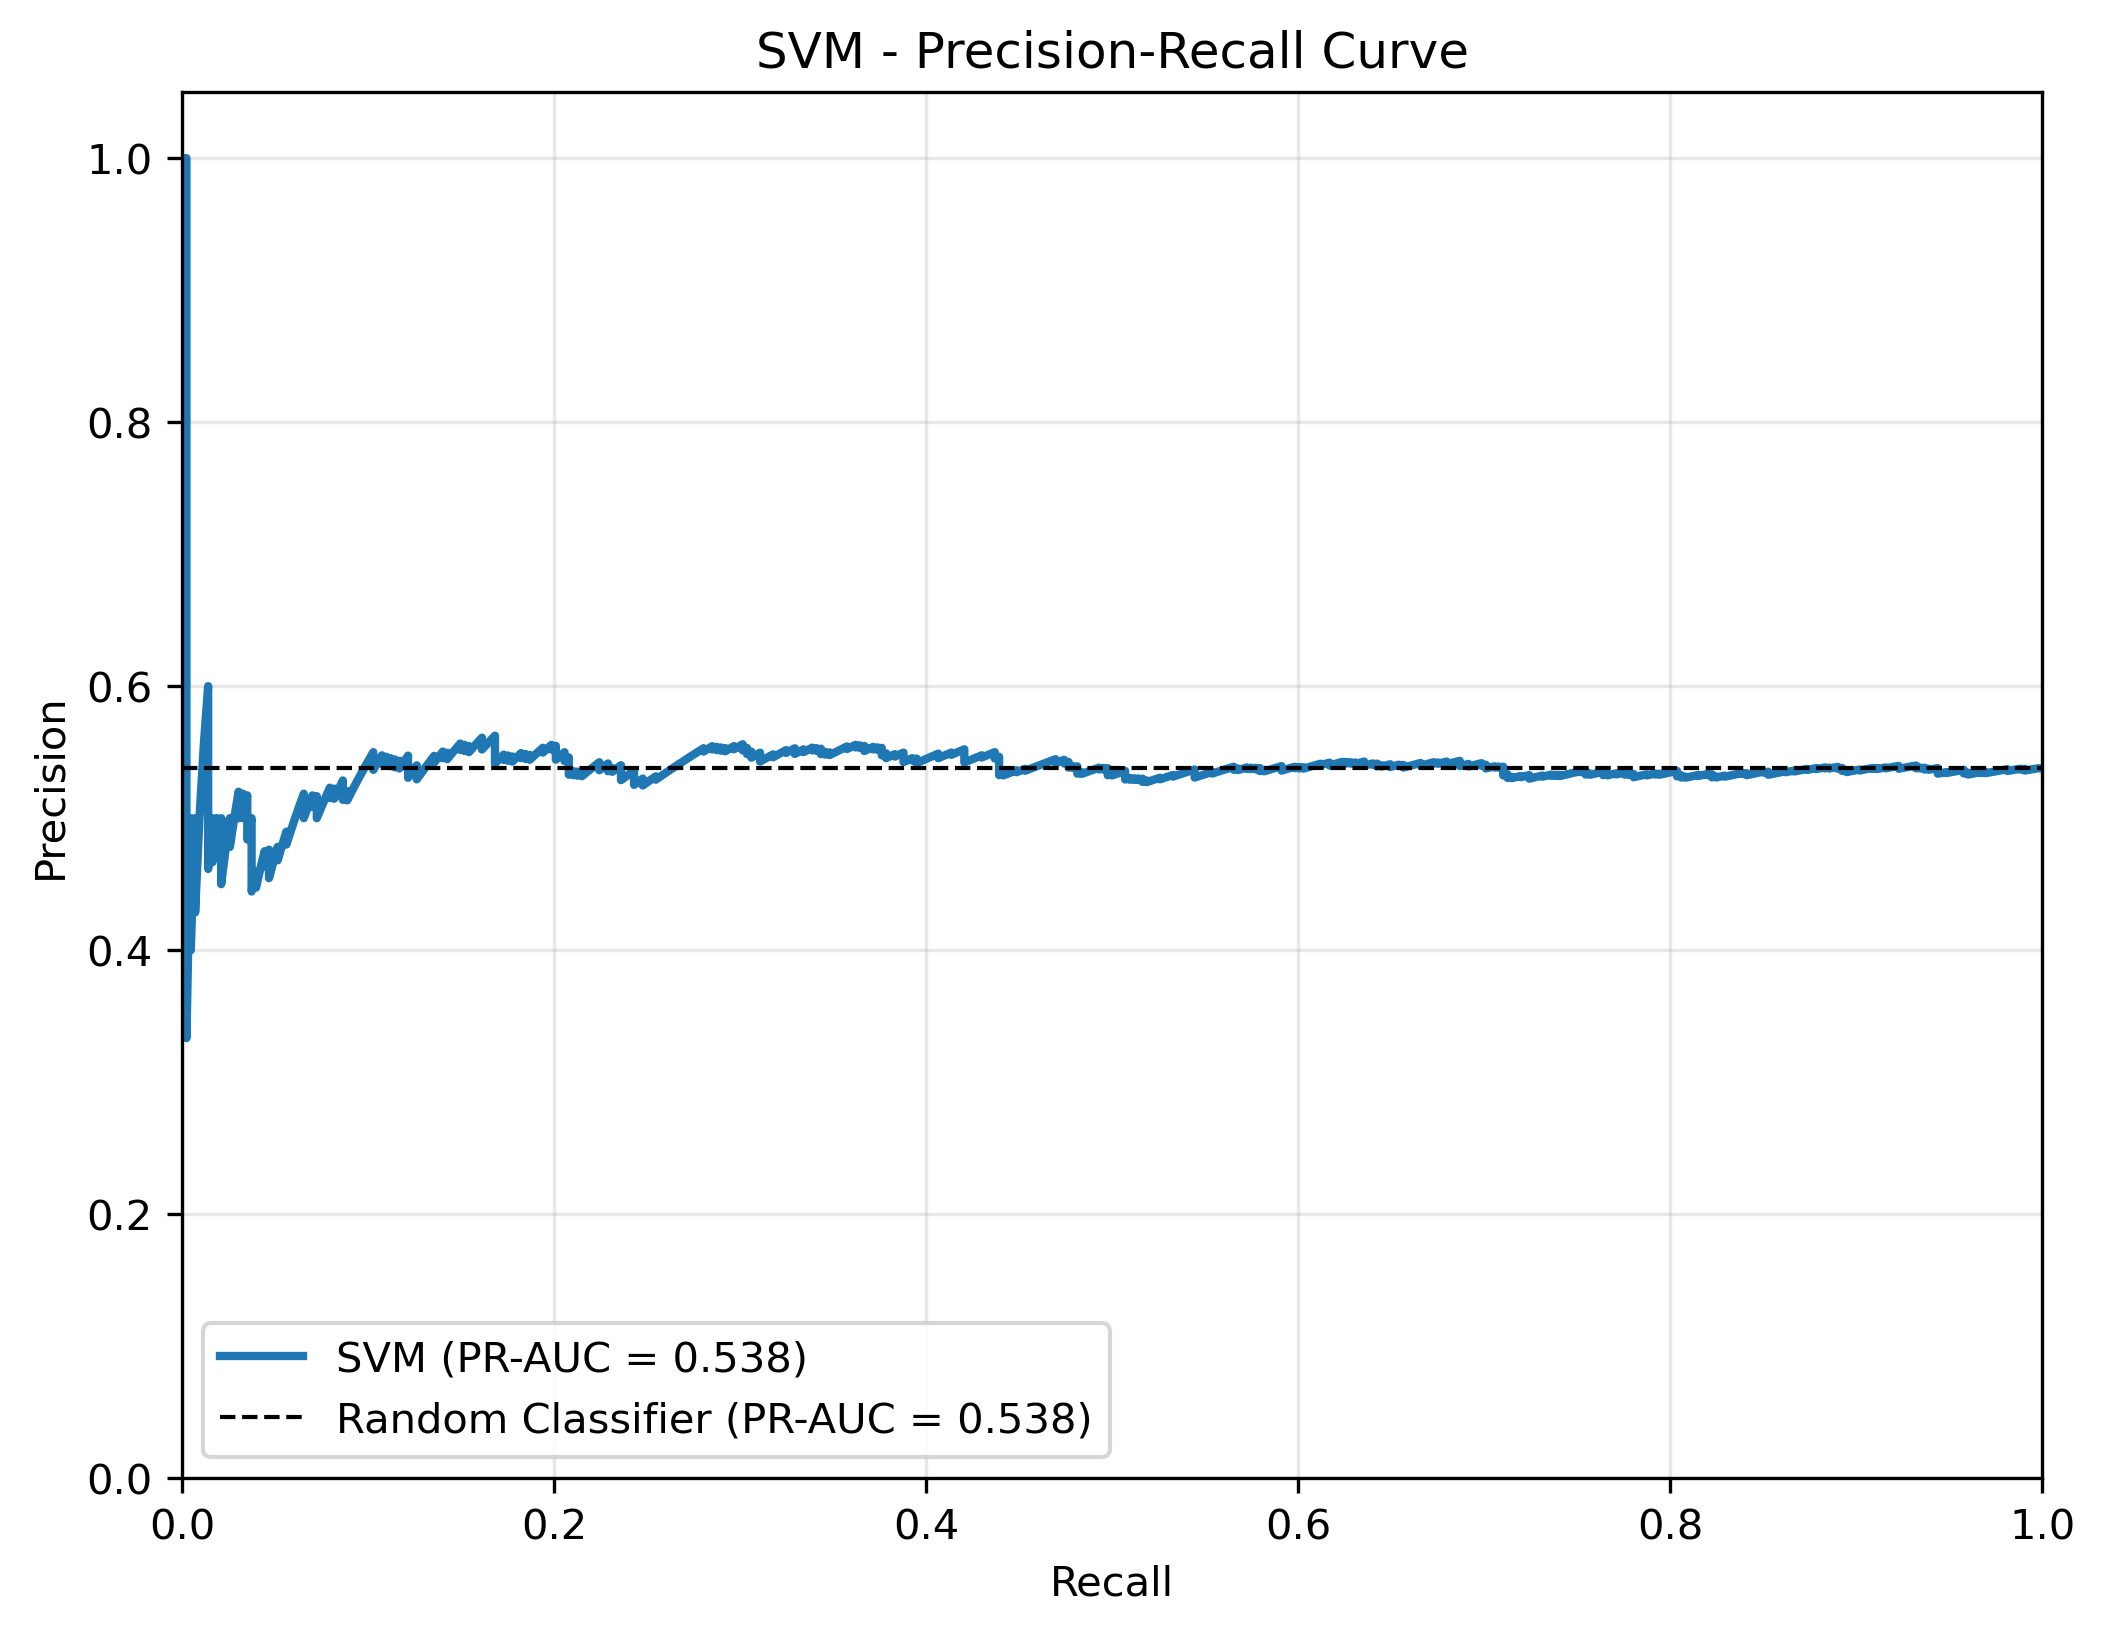 SVM - Precision-Recall Curve
Precision
1.0
0.8
0.6
0.4
0.2
0.0
SVM (PR-AUC = 0.538)
Random Classifier (PR-AUC = 0.538)
0.0 0.2 0.4 0.6 0.8 1.0
Recall